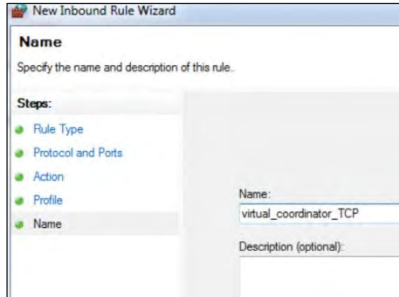 New Inbound Rule Wizard
Name
Specify the name and description of this rule.
Steps:
Rule Type
Protocol and Ports
Action
Profile
Name
Name:
virtual_coordinator_TCP
Description (optional):